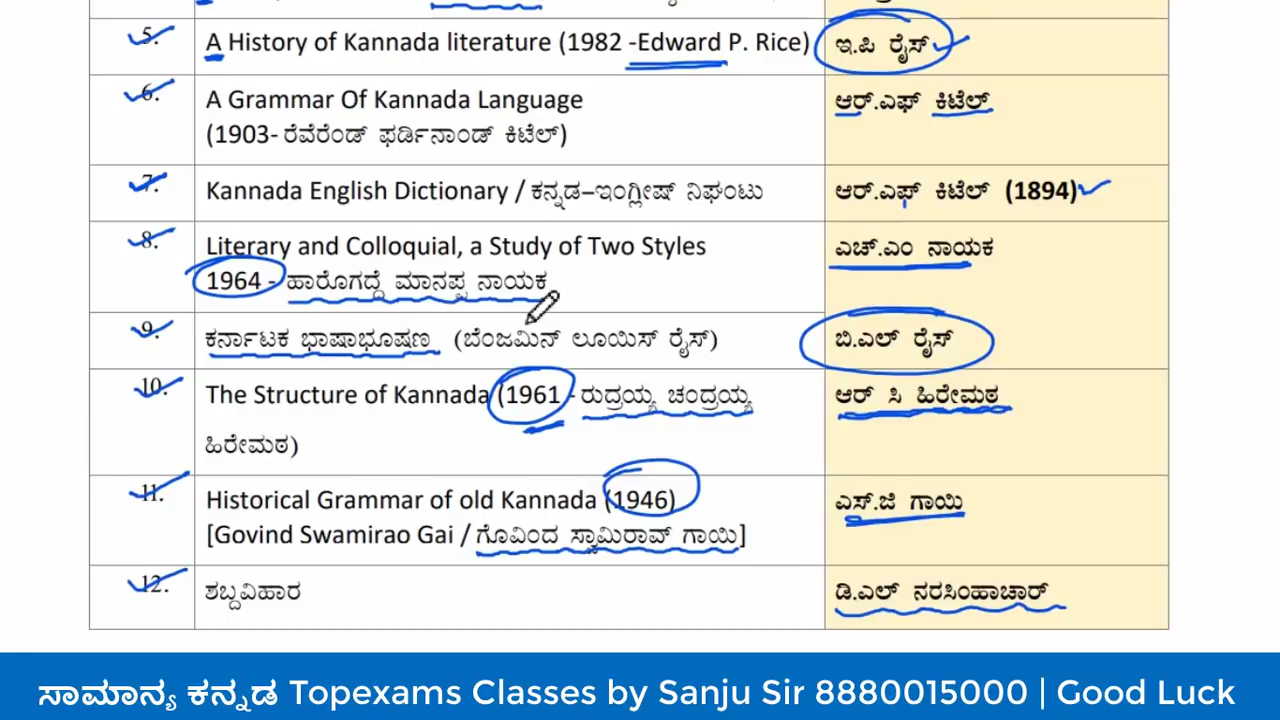 5. A History of Kannada literature (1982 -Edward P. Rice) ಇ.ಪಿ ರೈಸ್
6. A Grammar Of Kannada Language ಆರ್.ಎಫ್ ಕಿಟೆಲ್
(1903- ರೆವೆರೆಂಡ್ ಫರ್ಡಿನಾಂಡ್ ಕಿಟೆಲ್)
7. Kannada English Dictionary / ಕನ್ನಡ–ಇಂಗ್ಲೀಷ್ ನಿಘಂಟು ಆರ್.ಎಫ್ ಕಿಟೆಲ್ (1894)
8. Literary and Colloquial, a Study of Two Styles ಎಚ್.ಎಂ ನಾಯಕ
1964 - ಹಾರೊಗದ್ದೆ ಮಾನಪ್ಪ ನಾಯಕ
9. ಕರ್ನಾಟಕ ಭಾಷಾಭೂಷಣ (ಬೆಂಜಮಿನ್ ಲೂಯಿಸ್ ರೈಸ್) ಬಿ.ಎಲ್ ರೈಸ್
10. The Structure of Kannada (1961 - ರುದ್ರಯ್ಯ ಚಂದ್ರಯ್ಯ ಆರ್ ಸಿ ಹಿರೇಮಠ
ಹಿರೇಮಠ)
11. Historical Grammar of old Kannada (1946) ಎಸ್.ಜಿ ಗಾಯಿ
[Govind Swamirao Gai / ಗೊವಿಂದ ಸ್ವಾಮಿರಾವ್ ಗಾಯಿ]
12. ಶಬ್ದವಿಹಾರ ಡಿ.ಎಲ್ ನರಸಿಂಹಾಚಾರ್
ಸಾಮಾನ್ಯ ಕನ್ನಡ Topexams Classes by Sanju Sir 8880015000 | Good Luck